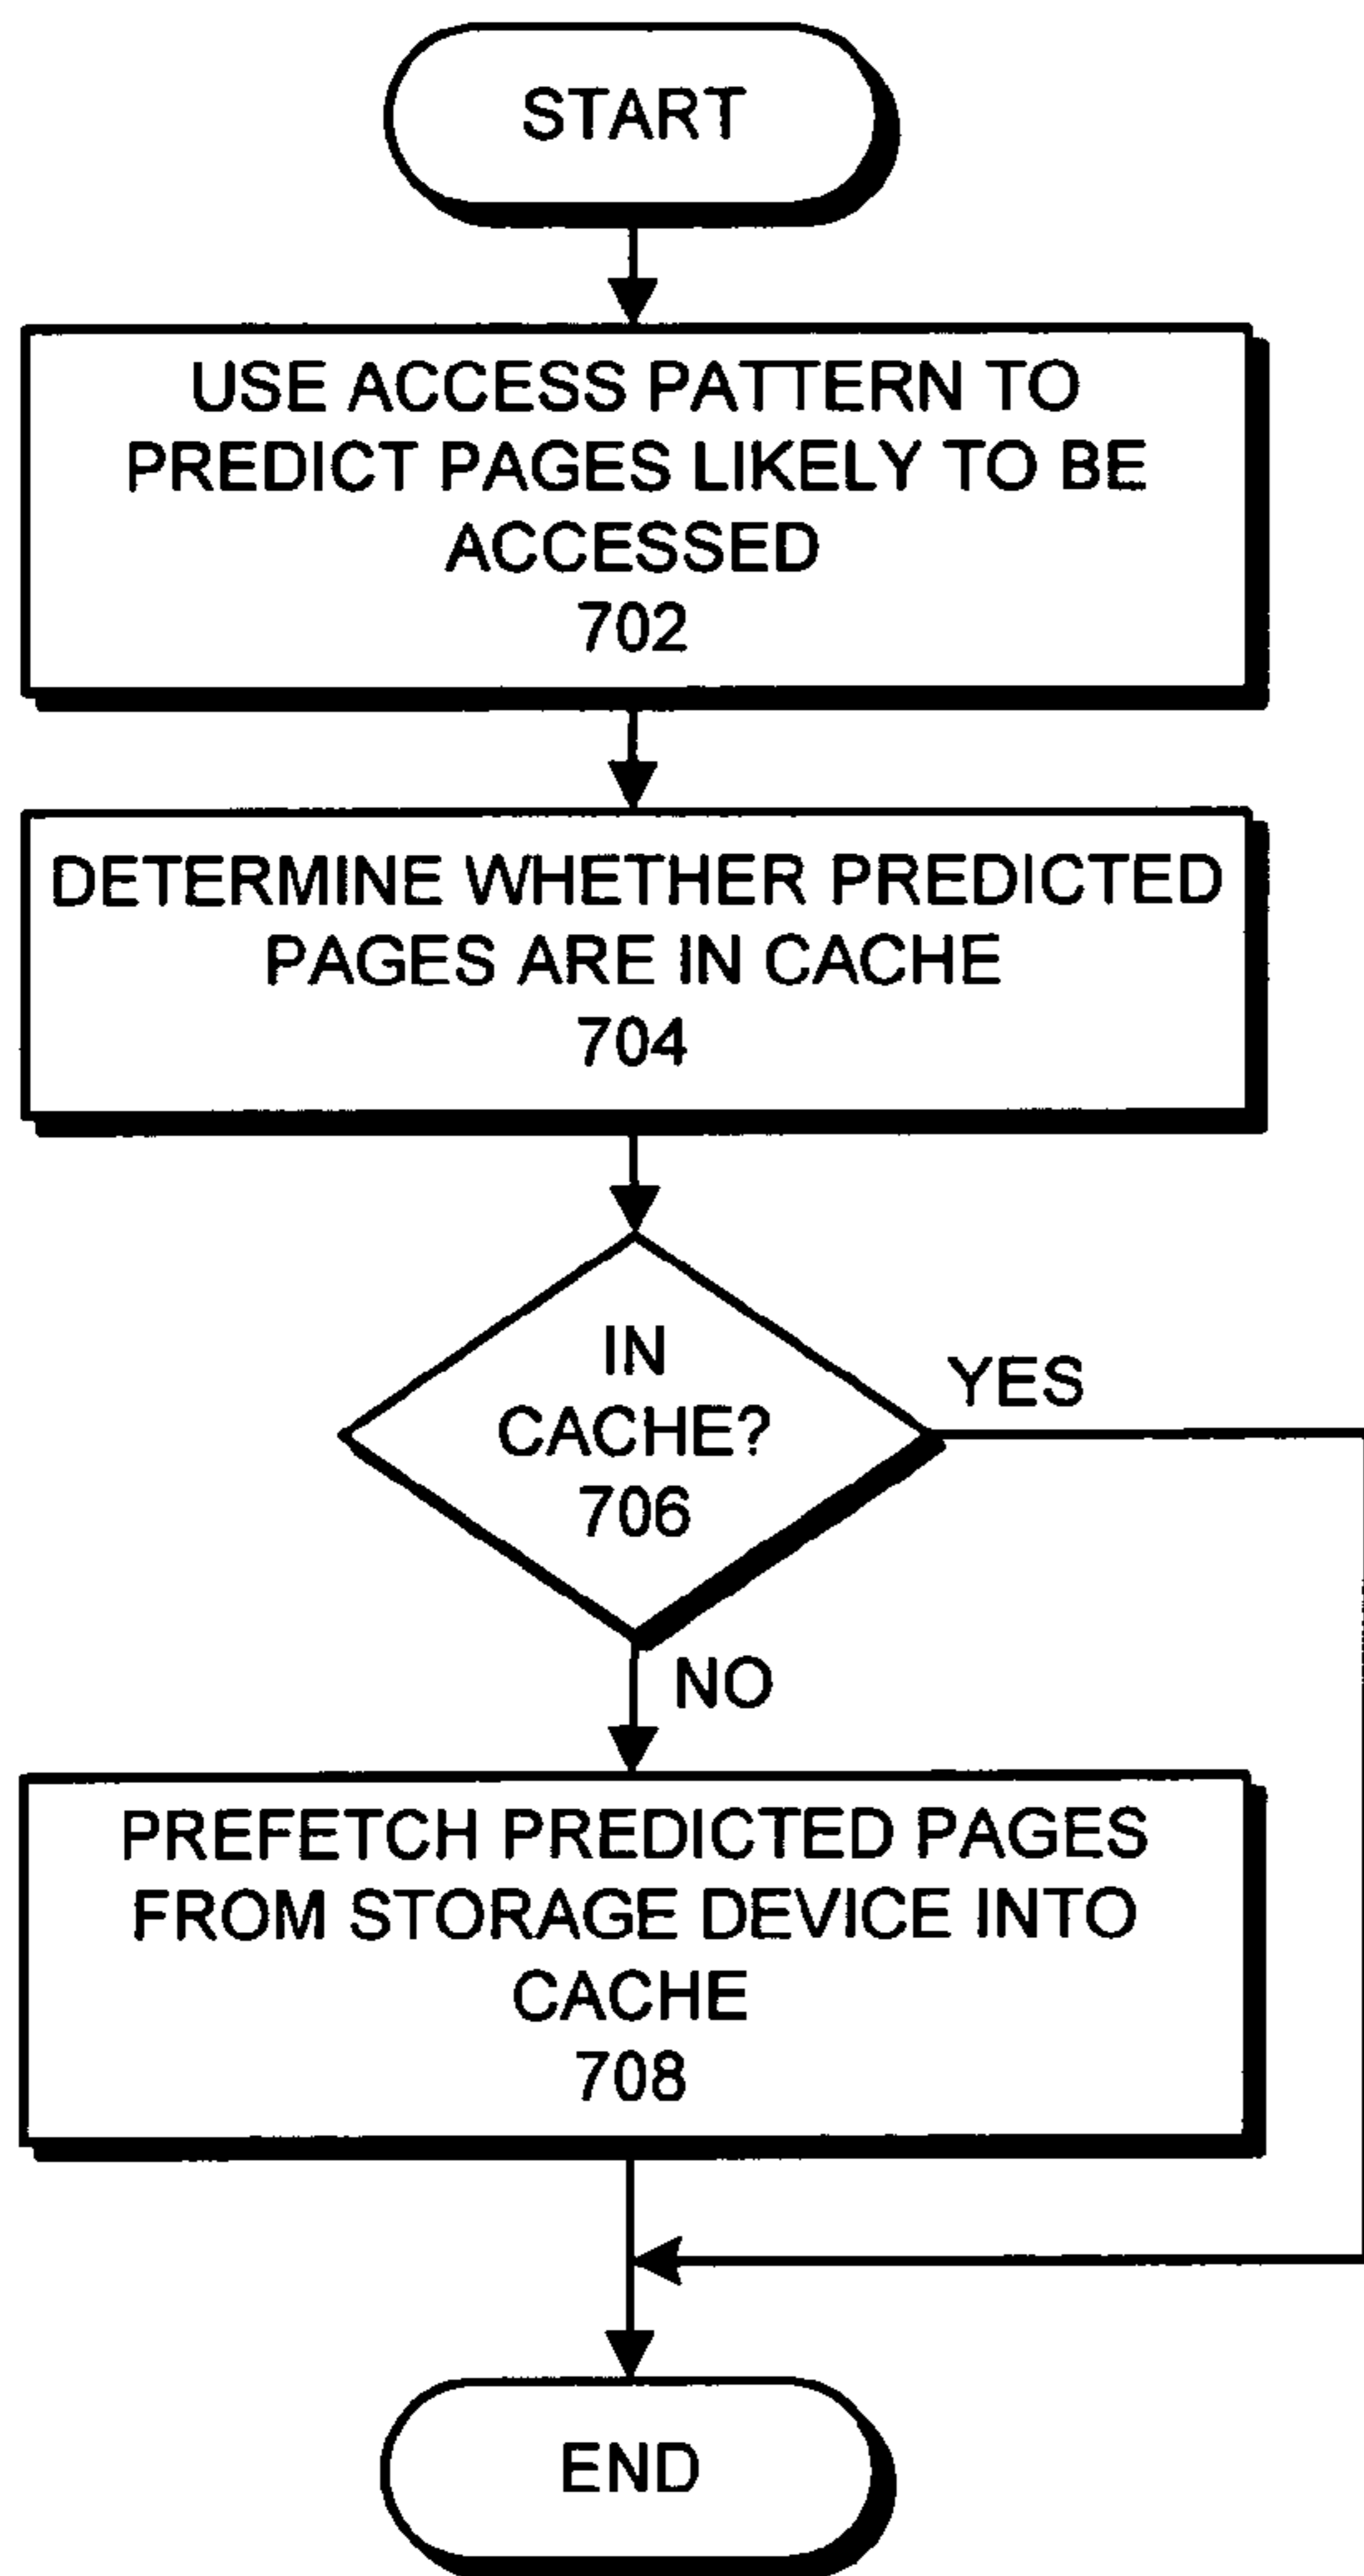 START
USE ACCESS PATTERN TO
PREDICT PAGES LIKELY TO BE
ACCESSED
702
DETERMINE WHETHER PREDICTED
PAGES ARE IN CACHE
704
IN
CACHE?
706
YES
NO
PREFETCH PREDICTED PAGES
FROM STORAGE DEVICE INTO
CACHE
708
END